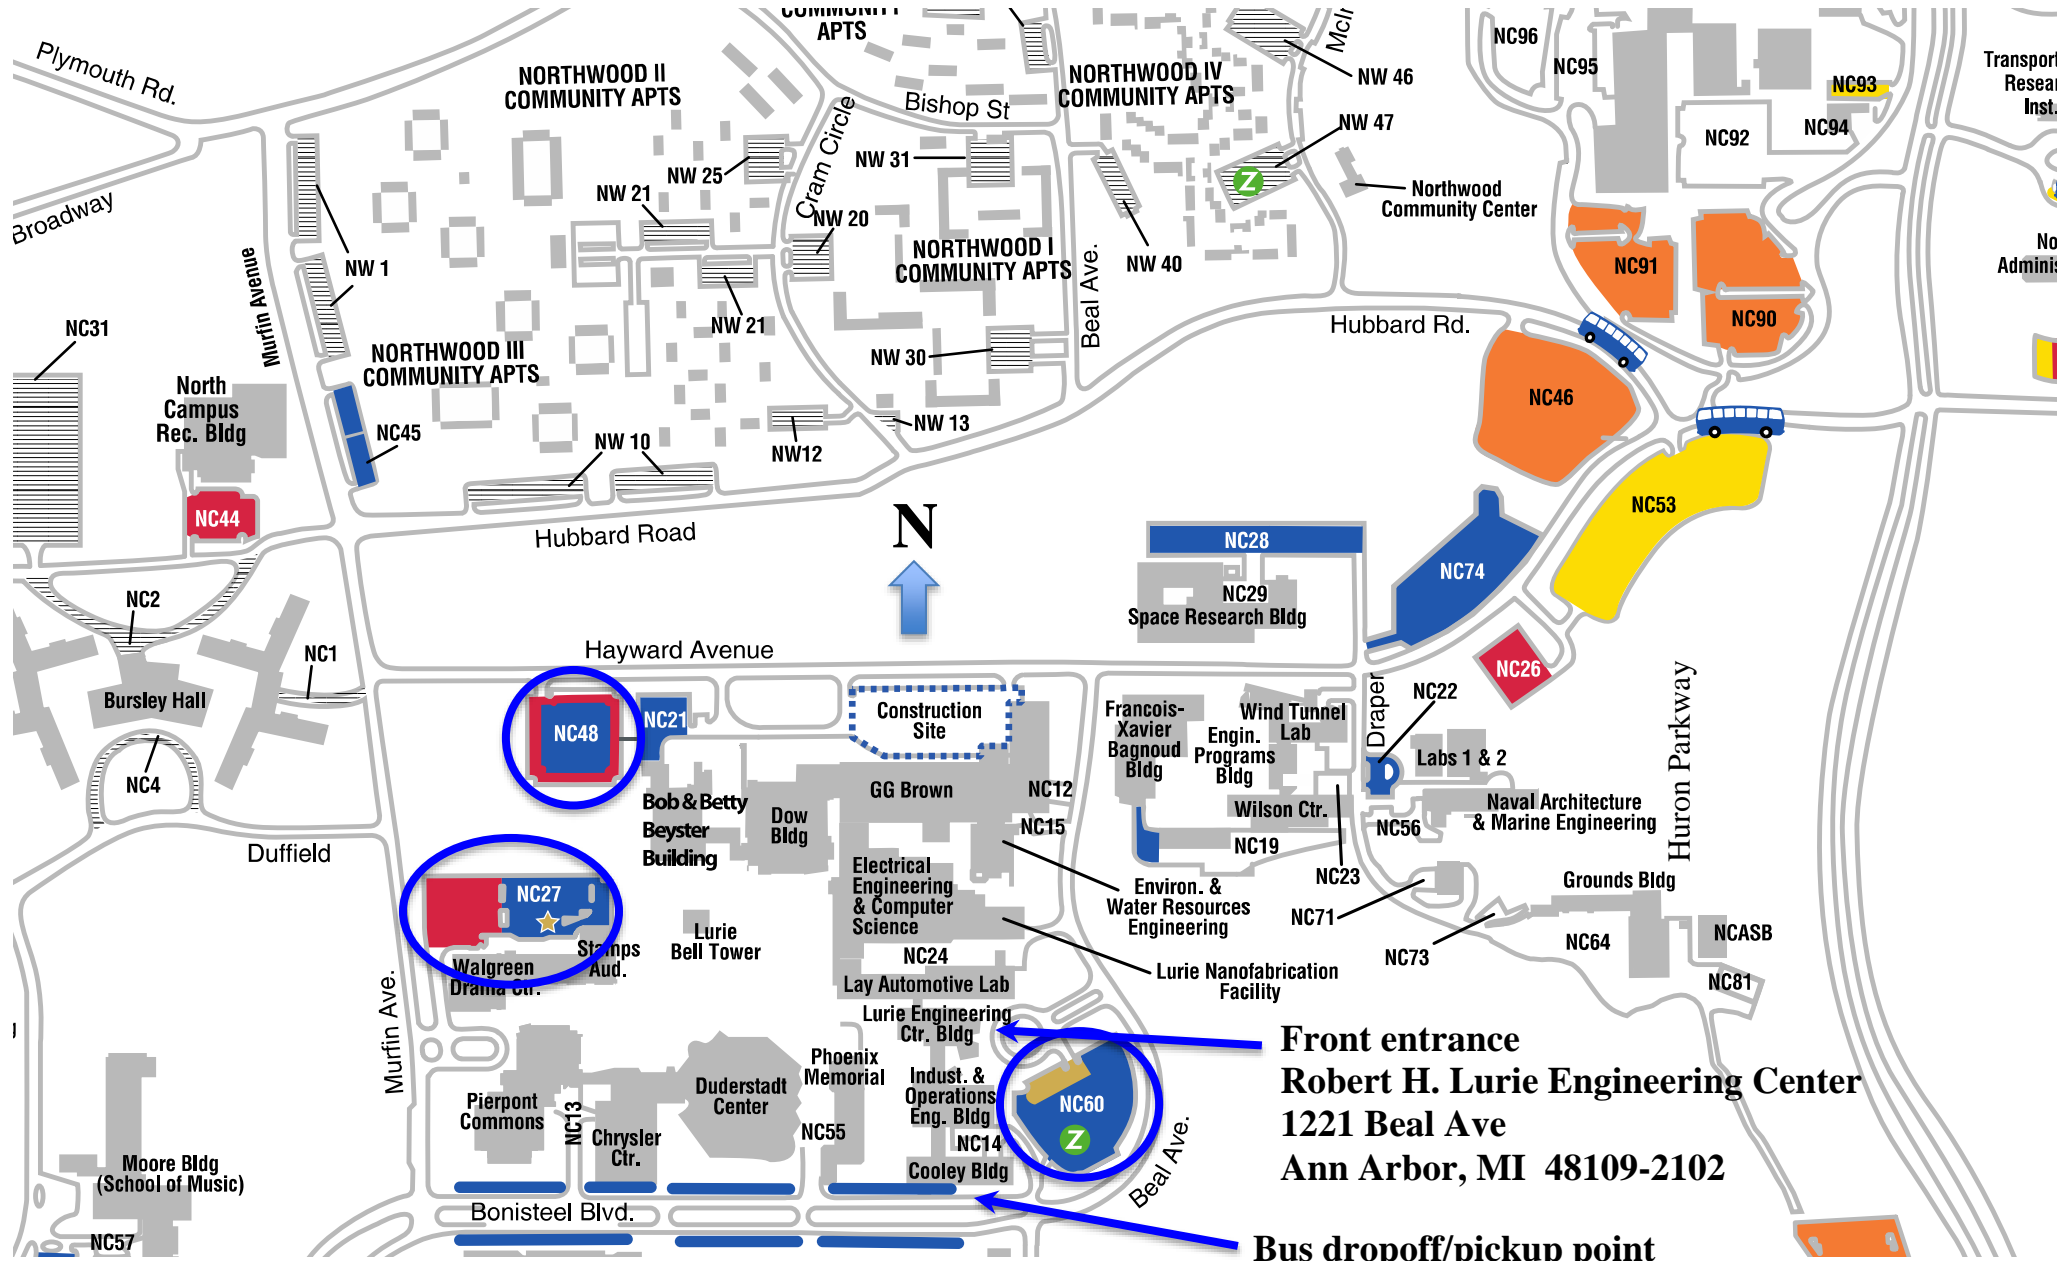 COMMUNITY
APTS
Plymouth Rd.
NORTHWOOD II
COMMUNITY APTS
NORTHWOOD IV
COMMUNITY APTS
NW 46
NC96
NC95
NC93
NC94
NC92
Bishop St
Cram Circle
NW 47
NW 31
NW 25
NW 21
NW 20
Northwood
Community Center
Broadway
Murfin Avenue
NW 1
NORTHWOOD I
COMMUNITY APTS
Beal Ave.
NW 40
NC91
NC90
NW 21
NC31
Hubbard Rd.
NORTHWOOD III
COMMUNITY APTS
NW 30
North
Campus
Rec. Bldg
NC45
NC46
NW 10
NW12
NW 13
NC44
Hubbard Road
N
NC53
NC28
NC74
NC29
Space Research Bldg
NC2
NC1
Hayward Avenue
NC26
Bursley Hall
NC48
NC21
Construction
Site
Francois-
Xavier
Bagnoud
Bldg
Wind Tunnel
Lab
Engin.
Programs
Bldg
Draper
NC22
Labs 1 & 2
Huron Parkway
NC4
GG Brown
NC12
Bob & Betty
Beyster
Building
Dow
Bldg
NC15
Wilson Ctr.
NC56
Naval Architecture
& Marine Engineering
Duffield
NC19
NC23
Electrical
Engineering
& Computer
Science
Environ. &
Water Resources
Engineering
Grounds Bldg
NC27
NC71
Lurie
Bell Tower
Stamps
Aud.
NC73
NC64
NCASB
NC24
Walgreen
Drama Ctr.
Lay Automotive Lab
Lurie Nanofabrication
Facility
NC81
Murfin Ave.
Lurie Engineering
Ctr. Bldg
Front entrance
Robert H. Lurie Engineering Center
1221 Beal Ave
Ann Arbor, MI  48109-2102
Phoenix
Memorial
Indust. &
Operations
Eng. Bldg
Duderstadt
Center
Pierpont
Commons
NC13
NC60
Z
Z
NC55
Chrysler
Ctr.
NC14
Cooley Bldg
Beal Ave.
Moore Bldg
(School of Music)
Bonisteel Blvd.
NC57
Bus dropoff/pickup point